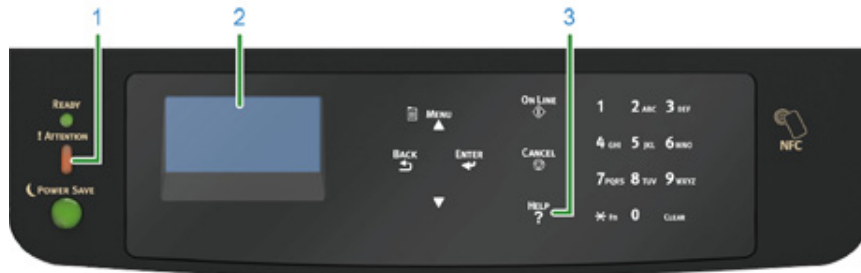 1 2 3
READY
! ATTENTION
POWER SAVE
MENU
BACK
ENTER
ON LINE
CANCEL
HELP
?
1 2 ABC 3 DEF
4 GHI 5 JKL 6 MNO
7 PQRS 8 TUV 9 WXYZ
* Fn 0 CLEAR
NFC